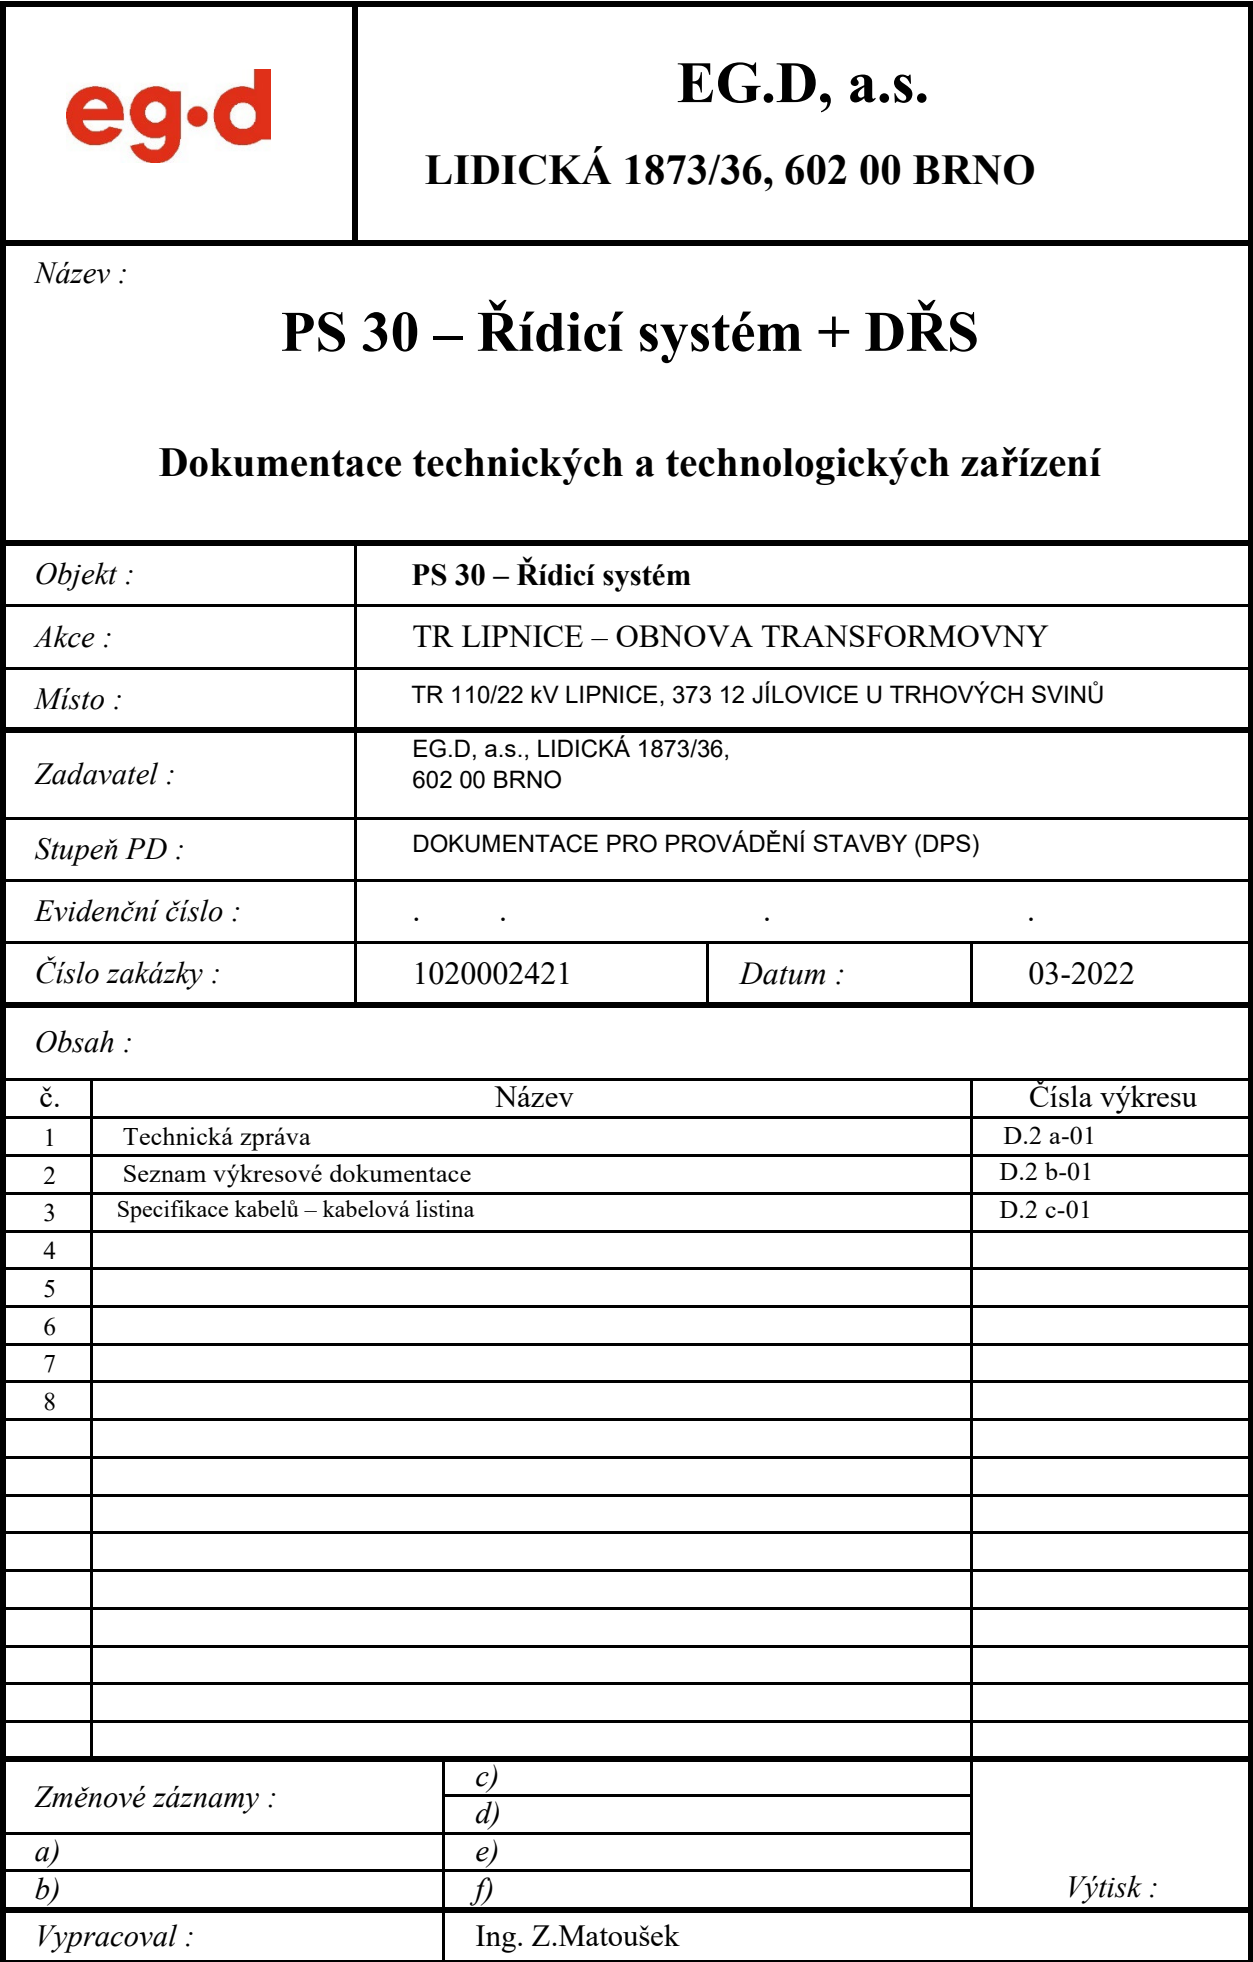 eg·d
EG.D, a.s.
LIDICKÁ 1873/36, 602 00 BRNO
Název :
PS 30 – Řídicí systém + DŘS
Dokumentace technických a technologických zařízení
Objekt : PS 30 – Řídicí systém
Akce : TR LIPNICE – OBNOVA TRANSFORMOVNY
Místo : TR 110/22 kV LIPNICE, 373 12 JÍLOVICE U TRHOVÝCH SVINŮ
Zadavatel : EG.D, a.s., LIDICKÁ 1873/36,
602 00 BRNO
Stupeň PD : DOKUMENTACE PRO PROVÁDĚNÍ STAVBY (DPS)
Evidenční číslo : . . . .
Číslo zakázky : 1020002421 Datum : 03-2022
Obsah :
č. Název Čísla výkresu
1 Technická zpráva D.2 a-01
2 Seznam výkresové dokumentace D.2 b-01
3 Specifikace kabelů – kabelová listina D.2 c-01
4
5
6
7
8
Změnové záznamy :
c)
d)
a) e)
b) f) Výtisk :
Vypracoval : Ing. Z.Matoušek